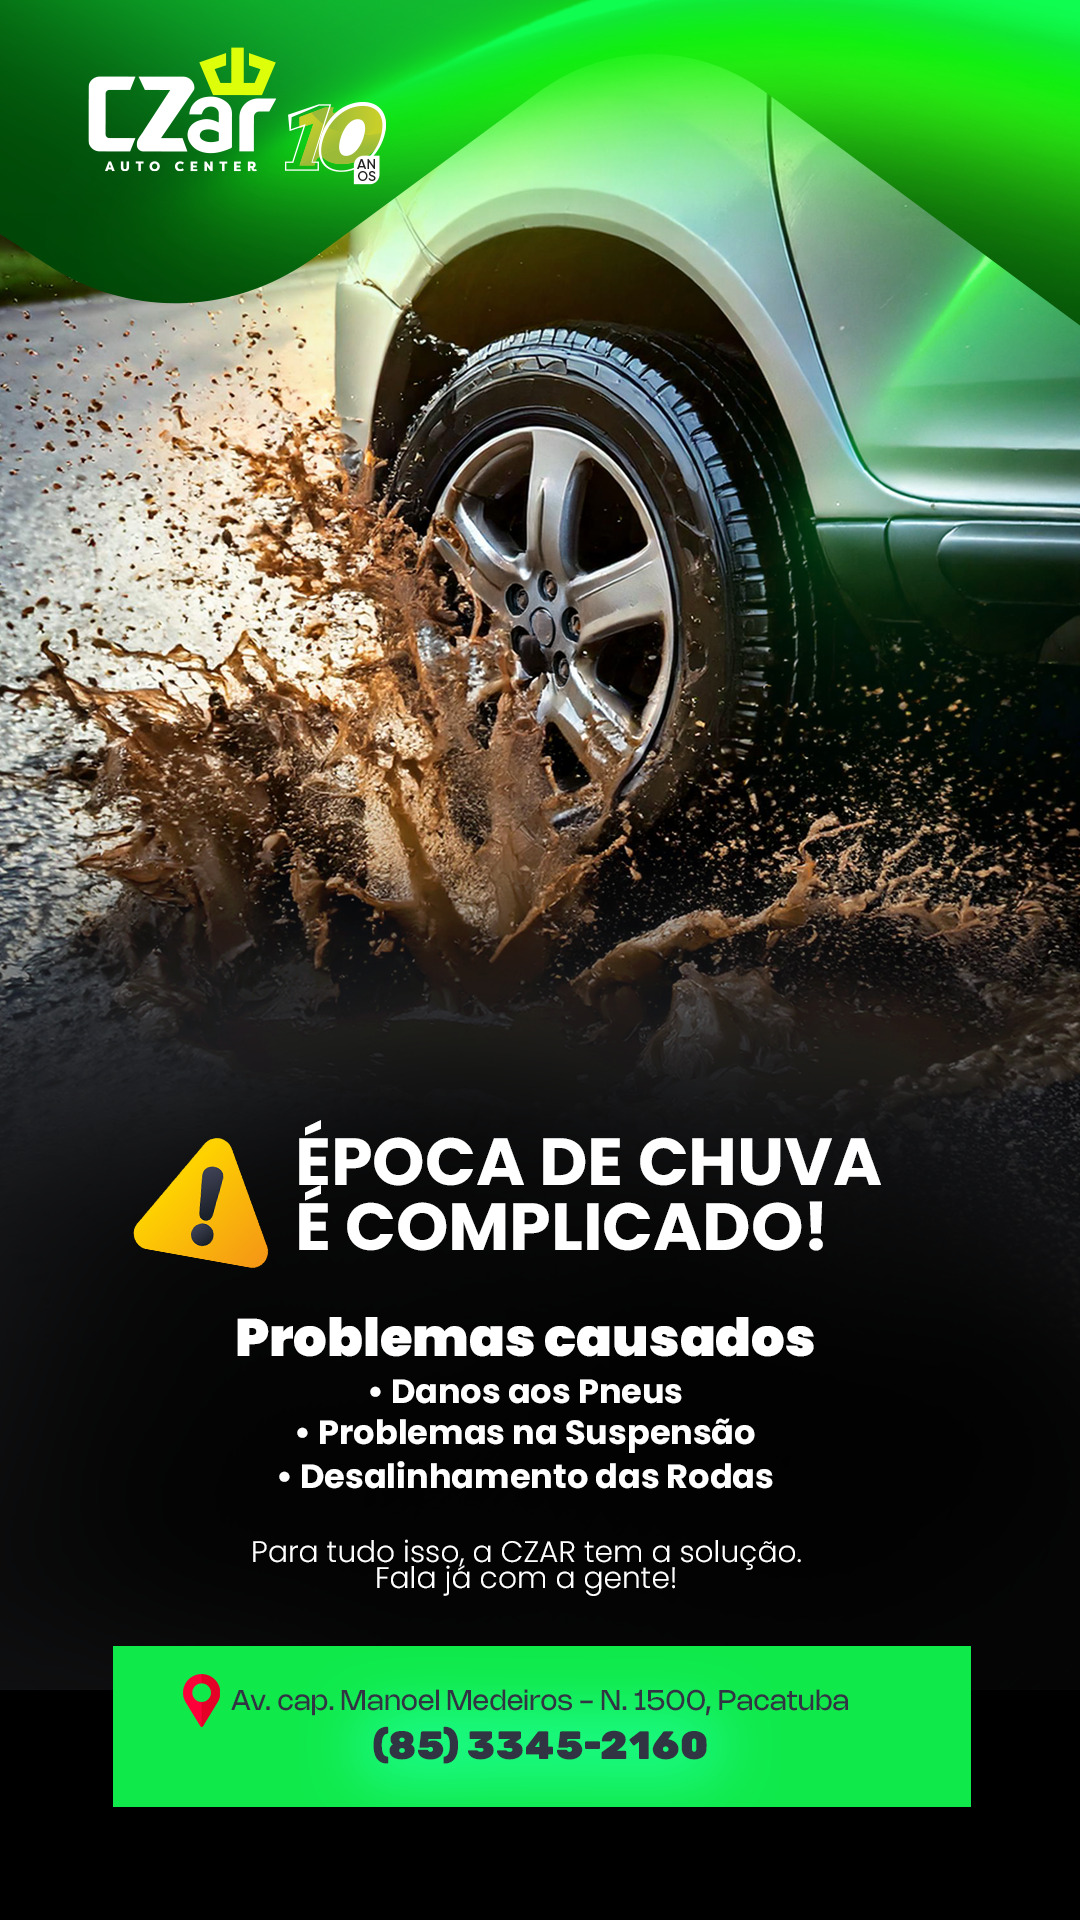 CZar
AUTO CENTER
10
AN
OS
ÉPOCA DE CHUVA
É COMPLICADO!
Problemas causados
• Danos aos Pneus
• Problemas na Suspensão
• Desalinhamento das Rodas
Para tudo isso, a CZAR tem a solução.
Fala já com a gente!
Av. cap. Manoel Medeiros - N. 1500, Pacatuba
(85) 3345-2160